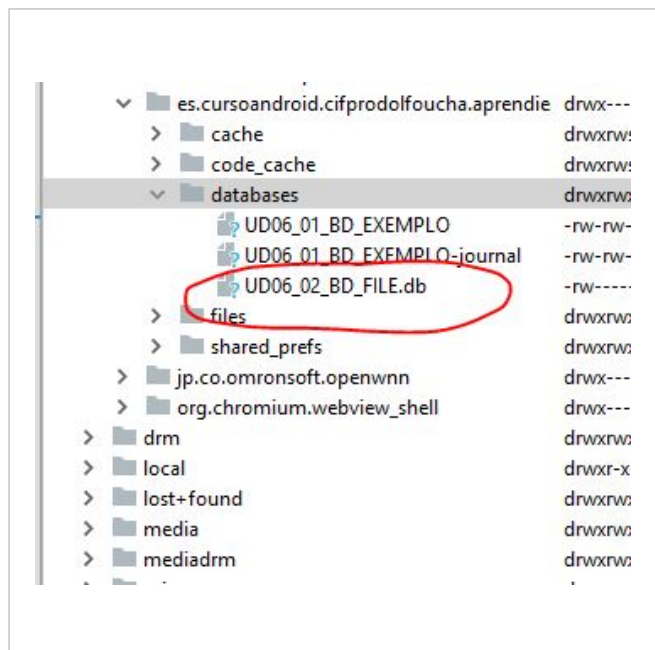 es.cursoandroid.cifprodolfoucha.aprendie drwx---
cache drwxrws
code_cache drwxrws
databases drwxrwx
UD06_01_BD_EXEMPLO -rw-rw-
UD06_01_BD_EXEMPLO-journal -rw-rw-
UD06_02_BD_FILE.db -rw-----
files drwxrwx
shared_prefs drwxrwx
jp.co.omronsoft.openwnn drwx---
org.chromium.webview_shell drwx---
drm drwxrwx
local drwxr-x
lost+found drwxrwx
media drwxrwx
mediadrm drwxrwx